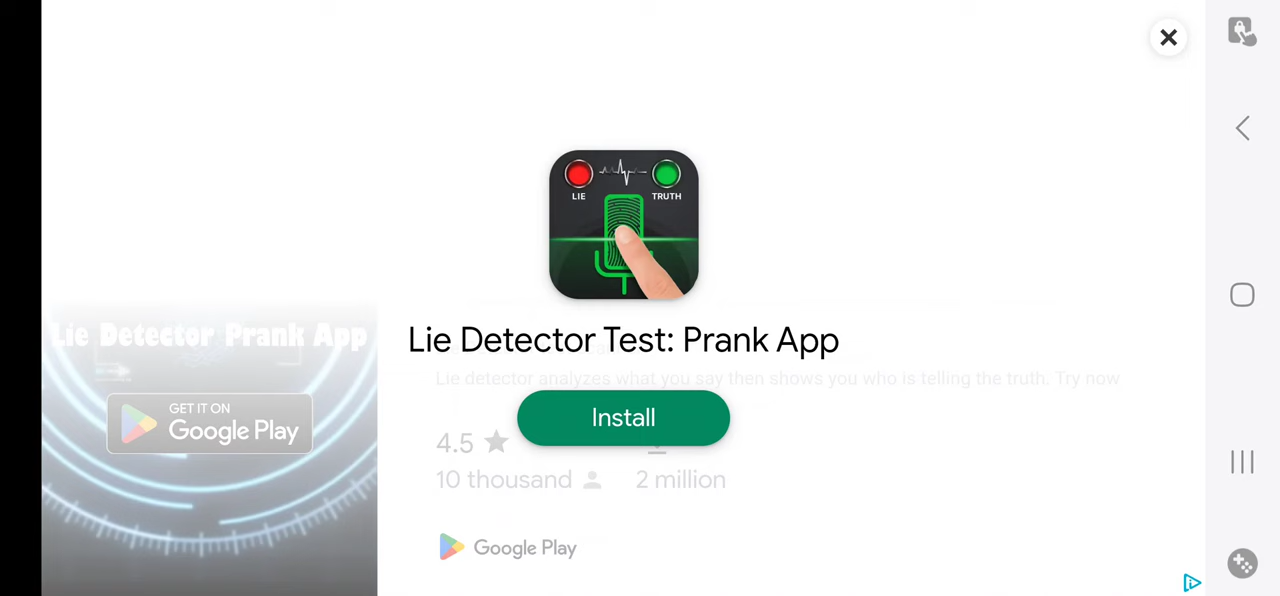 LIE TRUTH
Lie Detector Prank App
Lie Detector Test: Prank App
Lie detector analyzes what you say then shows you who is telling the truth. Try now
GET IT ON
Google Play
Install
4.5
10 thousand 2 million
Google Play